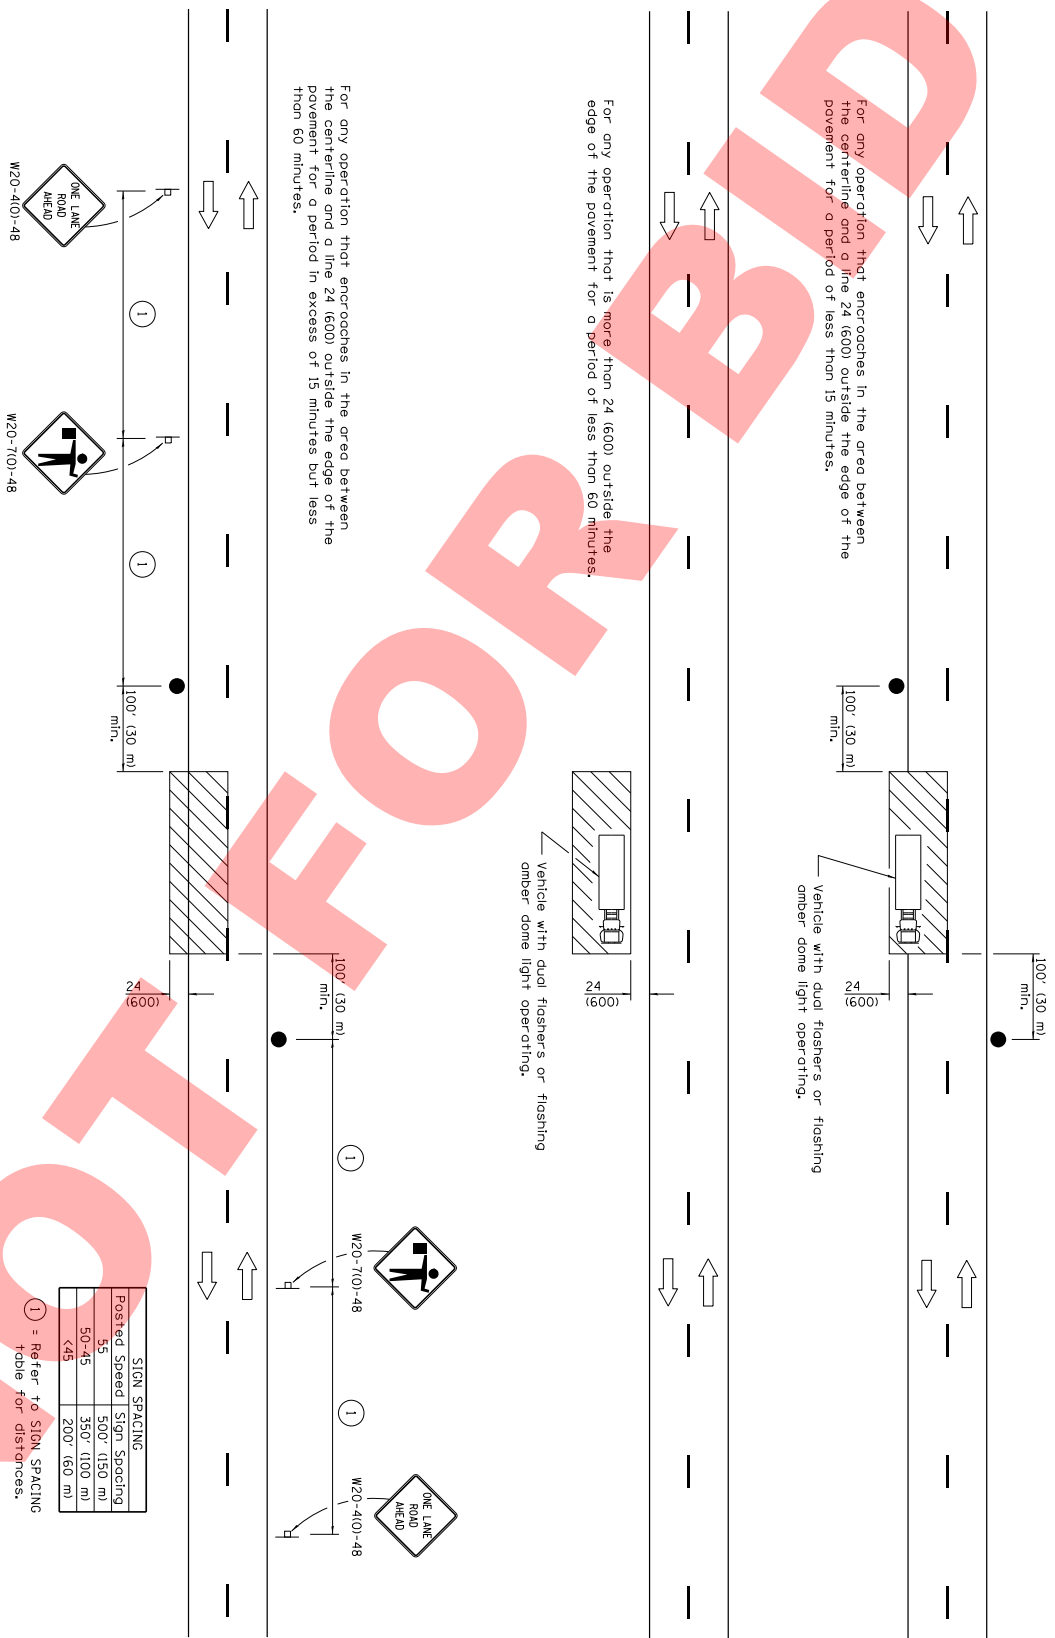 For any operation that encroaches in the area between
the centerline and a line 24 (600) outside the edge of the
pavement for a period of less than 15 minutes.
100' (30 m)
min.
Vehicle with dual flashers or flashing
amber dome light operating.
24
(600)
100' (30 m)
min.
For any operation that is more than 24 (600) outside the
edge of the pavement for a period of less than 60 minutes.
Vehicle with dual flashers or flashing
amber dome light operating.
24
(600)
For any operation that encroaches in the area between
the centerline and a line 24 (600) outside the edge of the
pavement for a period in excess of 15 minutes but less
than 60 minutes.
ONE LANE
ROAD
AHEAD
W20-4(O)-48
1
W20-7(O)-48
1
100' (30 m)
min.
24
(600)
100' (30 m)
min.
1
W20-7(O)-48
1
ONE LANE
ROAD
AHEAD
W20-4(O)-48
SIGN SPACING
Posted Speed Sign Spacing
55 500' (150 m)
50-45 350' (100 m)
<45 200' (60 m)
1 = Refer to SIGN SPACING
table for distances.
OT FOR BID